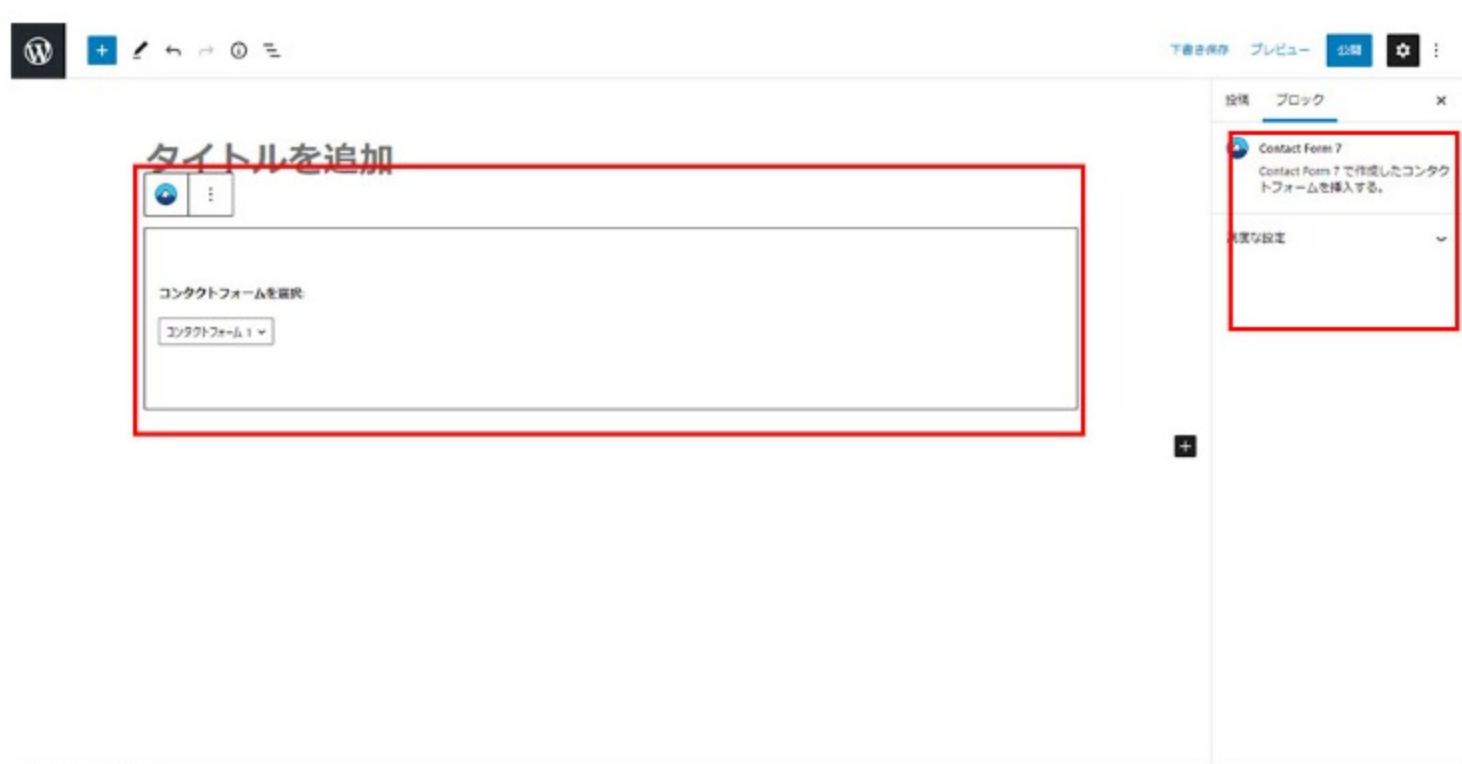 下書き保存 プレビュー 公開
投稿 ブロック
タイトルを追加
Contact Form 7
Contact Form 7 で作成したコンタク
トフォームを挿入する。
高度な設定
コンタクトフォームを選択:
コンタクトフォーム 1